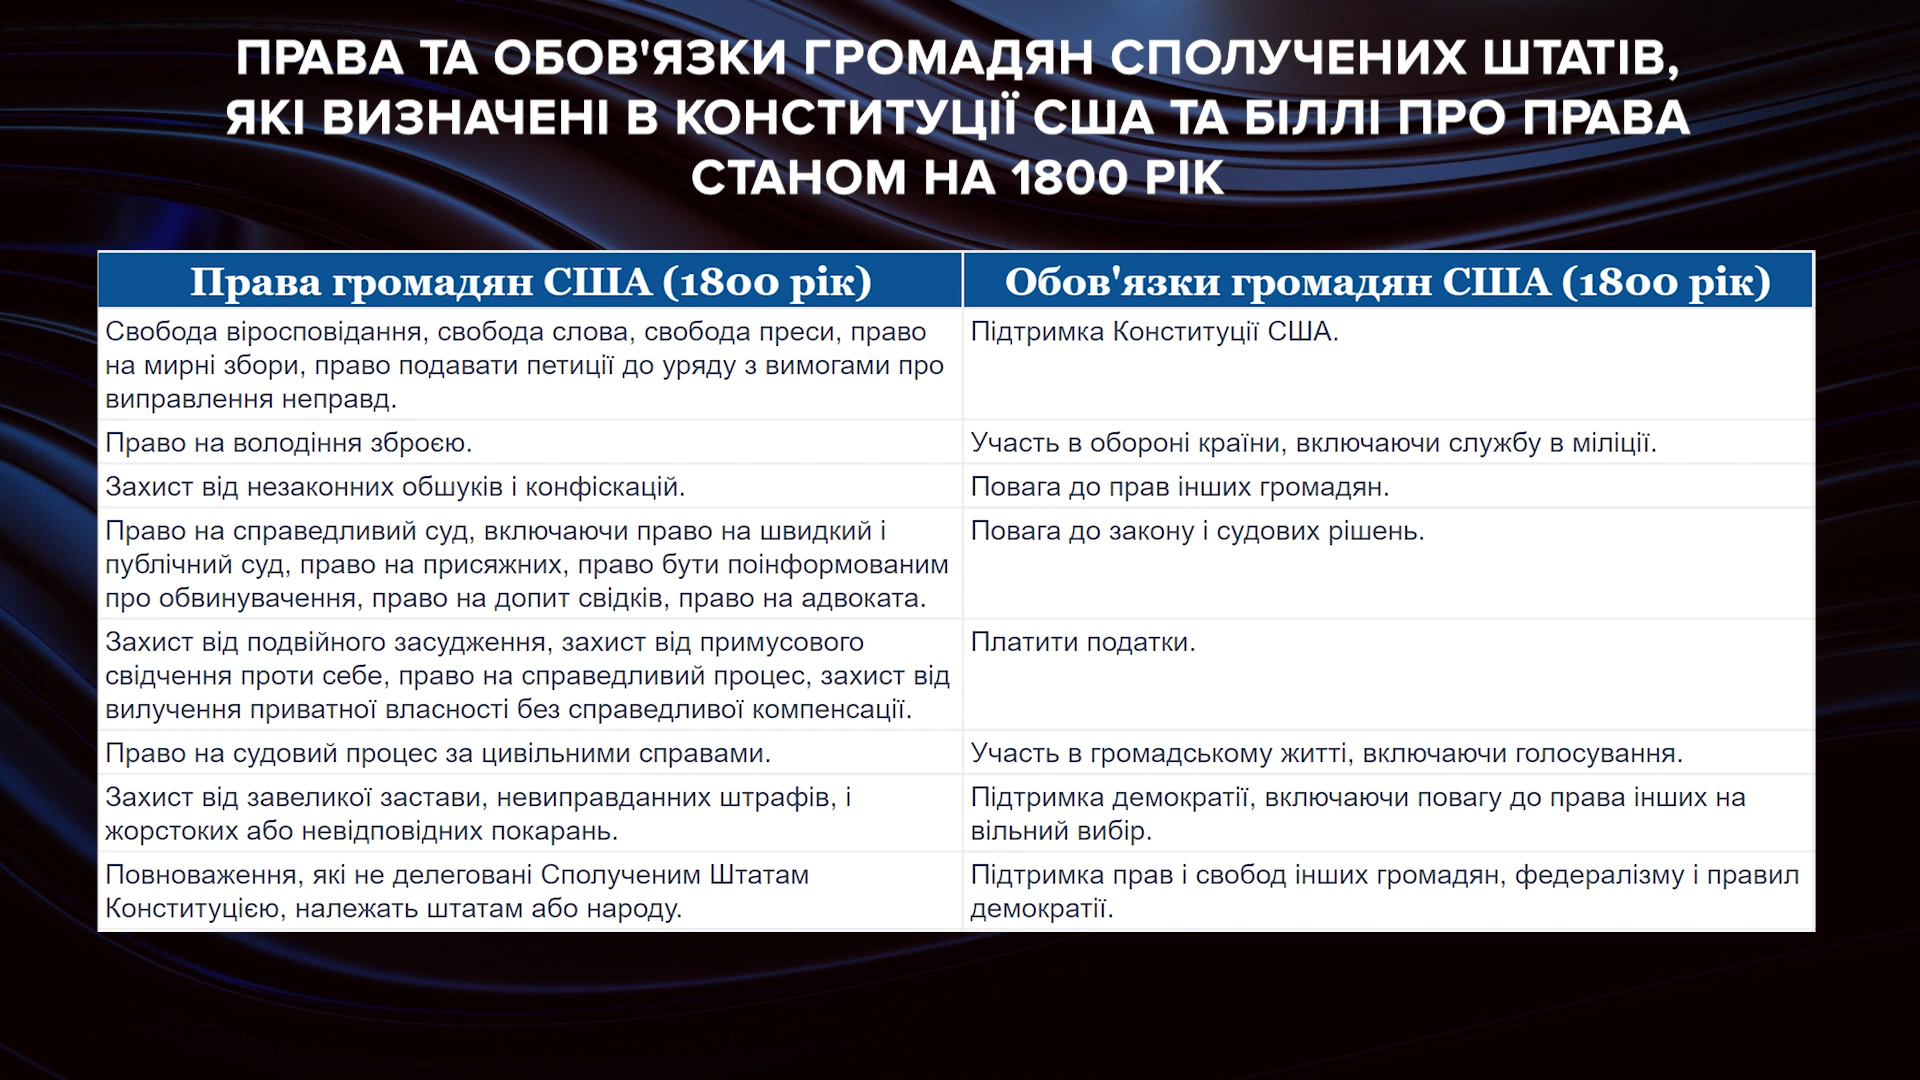 ПРАВА ТА ОБОВ'ЯЗКИ ГРОМАДЯН СПОЛУЧЕНИХ ШТАТІВ,
ЯКІ ВИЗНАЧЕНІ В КОНСТИТУЦІЇ США ТА БІЛЛІ ПРО ПРАВА
СТАНОМ НА 1800 РІК
Права громадян США (1800 рік)
Обов'язки громадян США (1800 рік)
Свобода віросповідання, свобода слова, свобода преси, право
на мирні збори, право подавати петиції до уряду з вимогами про
виправлення неправд.
Підтримка Конституції США.
Право на володіння зброєю.
Участь в обороні країни, включаючи службу в міліції.
Захист від незаконних обшуків і конфіскацій.
Повага до прав інших громадян.
Право на справедливий суд, включаючи право на швидкий і
публічний суд, право на присяжних, право бути поінформованим
про обвинувачення, право на допит свідків, право на адвоката.
Повага до закону і судових рішень.
Захист від подвійного засудження, захист від примусового
свідчення проти себе, право на справедливий процес, захист від
вилучення приватної власності без справедливої компенсації.
Платити податки.
Право на судовий процес за цивільними справами.
Участь в громадському житті, включаючи голосування.
Захист від завеликої застави, невиправданних штрафів, і
жорстоких або невідповідних покарань.
Підтримка демократії, включаючи повагу до права інших на
вільний вибір.
Повноваження, які не делеговані Сполученим Штатам
Конституцією, належать штатам або народу.
Підтримка прав і свобод інших громадян, федералізму і правил
демократії.